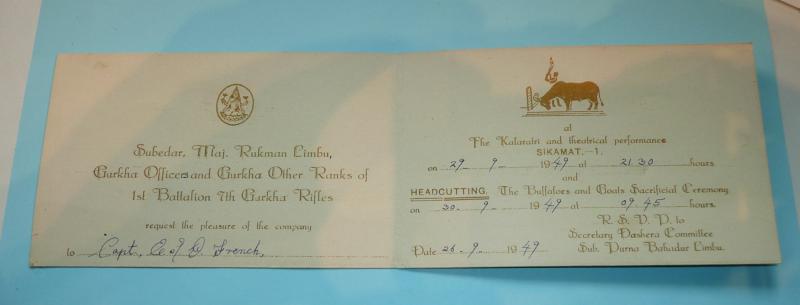 Subedar, Maj. Rukman Limbu,
Gurkha Officers and Gurkha Other Ranks of
1st Battalion 7th Gurkha Rifles
request the pleasure of the company
to Capt, E of D. French,
at
The Kalaratri and theatrical performance
SIKAMAT.-1.
on 29. 9. 1949 at 21.30 hours
and
HEADCUTTING. The Buffaloes and Goats Sacrificial Ceremony
on 30. 9 1949 at 09.45 hours.
R. S. V. P. to
Secretary Dashera Committee
Date 26. 9. 1949 Sub. Purna Bahadur Limbu.